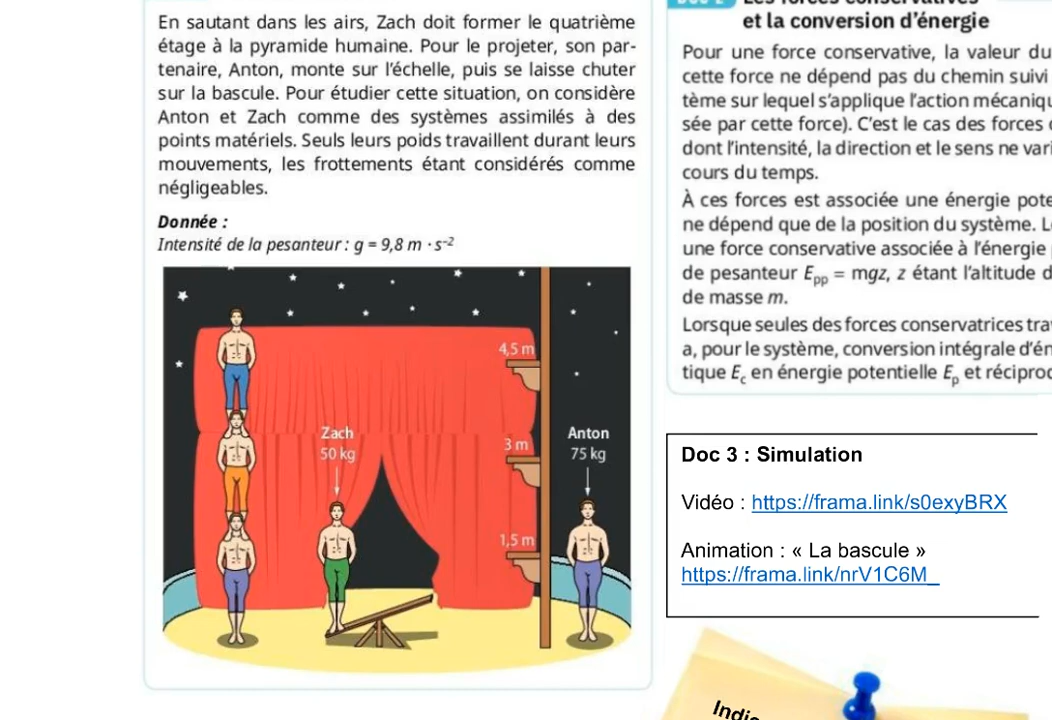 En sautant dans les airs, Zach doit former le quatrième
étage à la pyramide humaine. Pour le projeter, son par-
tenaire, Anton, monte sur l'échelle, puis se laisse chuter
sur la bascule. Pour étudier cette situation, on considère
Anton et Zach comme des systèmes assimilés à des
points matériels. Seuls leurs poids travaillent durant leurs
mouvements, les frottements étant considérés comme
négligeables.
Donnée :
Intensité de la pesanteur : g = 9,8 m · s⁻²
4,5 m
Zach
50 kg
3 m
Anton
75 kg
1,5 m
et la conversion d'énergie
Pour une force conservative, la valeur du
cette force ne dépend pas du chemin suivi
tème sur lequel s'applique l'action mécaniqu
sée par cette force). C'est le cas des forces
dont l'intensité, la direction et le sens ne vari
cours du temps.
À ces forces est associée une énergie pote
ne dépend que de la position du système. L
une force conservative associée à l'énergie
de pesanteur Epp = mgz, z étant l'altitude d
de masse m.
Lorsque seules des forces conservatrices tra
a, pour le système, conversion intégrale d'én
tique Ec en énergie potentielle Ep et réciproq
Doc 3 : Simulation
Vidéo : https://frama.link/s0exyBRX
Animation : « La bascule »
https://frama.link/nrV1C6M_